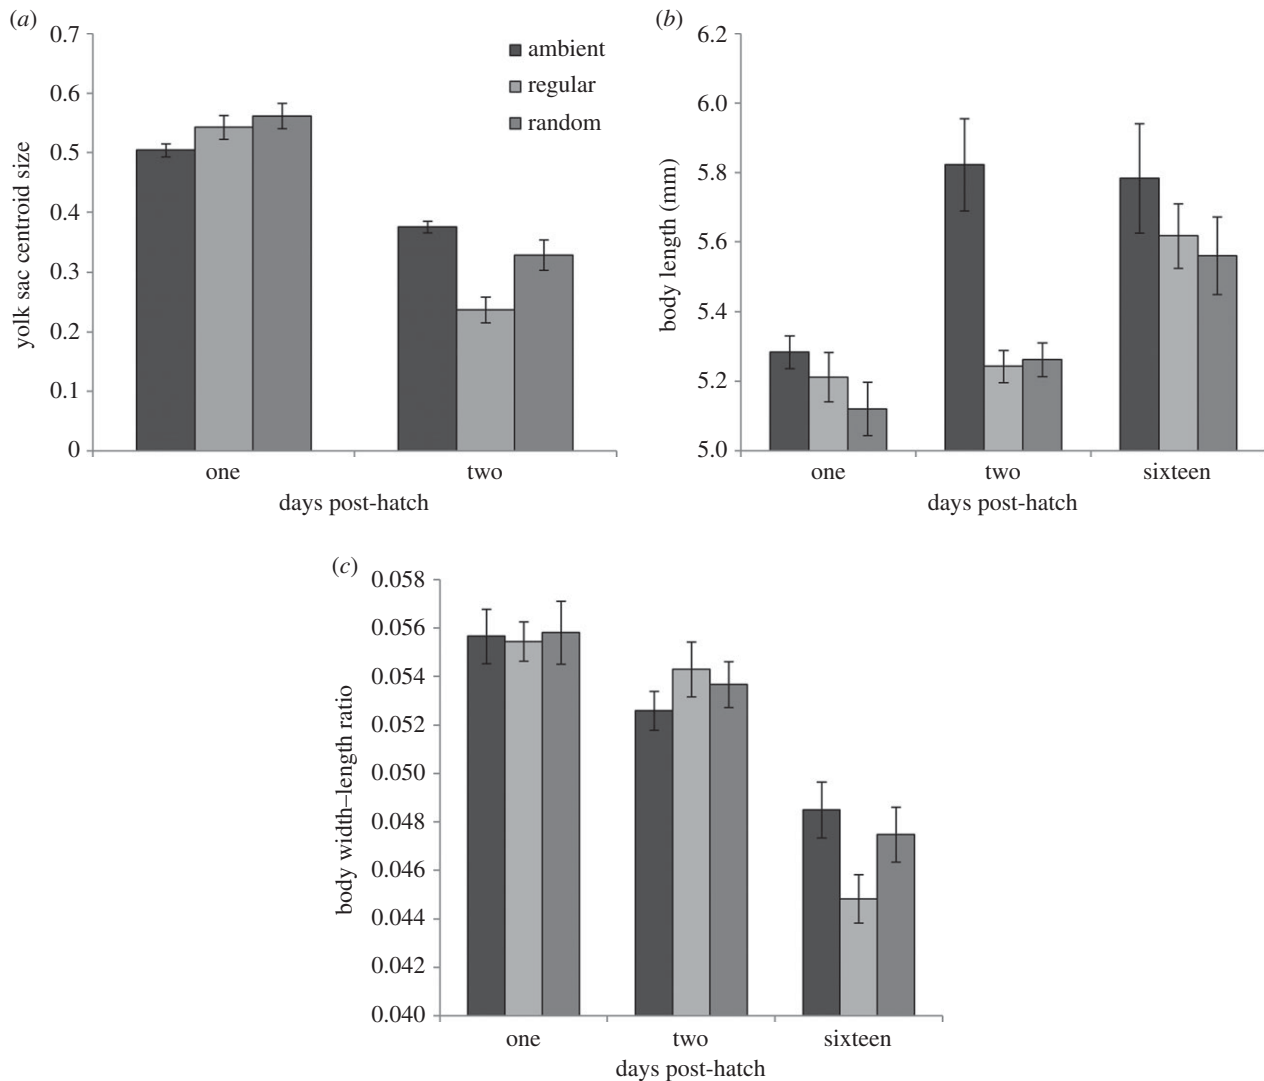 (a)
0.7
0.6
0.5
0.4
0.3
0.2
0.1
0
yolk sac centroid size
ambient
regular
random
one two
days post-hatch
(b)
6.2
6.0
5.8
5.6
5.4
5.2
5.0
body length (mm)
one two sixteen
days post-hatch
(c)
0.058
0.056
0.054
0.052
0.050
0.048
0.046
0.044
0.042
0.040
body width–length ratio
one two sixteen
days post-hatch